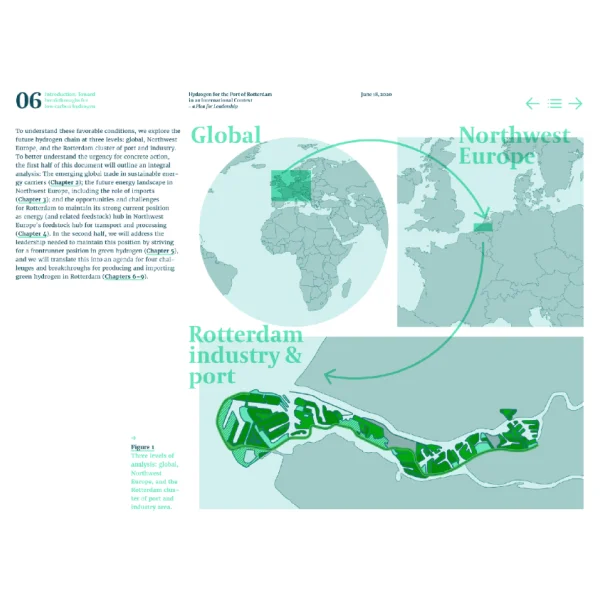 06
Introduction: Toward
breakthroughs for
low-carbon hydrogen
Hydrogen for the Port of Rotterdam
in an International Context
– a Plea for Leadership
June 18, 2020
To understand these favorable conditions, we explore the
future hydrogen chain at three levels: global, Northwest
Europe, and the Rotterdam cluster of port and industry.
To better understand the urgency for concrete action,
the first half of this document will outline an integral
analysis: The emerging global trade in sustainable ener-
gy carriers (Chapter 2); the future energy landscape in
Northwest Europe, including the role of imports
(Chapter 3); and the opportunities and challenges
for Rotterdam to maintain its strong current position
as energy (and related feedstock) hub in Northwest
Europe's feedstock hub for transport and processing
(Chapter 4). In the second half, we will address the
leadership needed to maintain this position by striving
for a frontrunner position in green hydrogen (Chapter 5),
and we will translate this into an agenda for four chal-
lenges and breakthroughs for producing and importing
green hydrogen in Rotterdam (Chapters 6–9).
Global
Northwest
Europe
Rotterdam
industry &
port
Figure 1
Three levels of
analysis: global,
Northwest
Europe, and the
Rotterdam clus-
ter of port and
industry area.